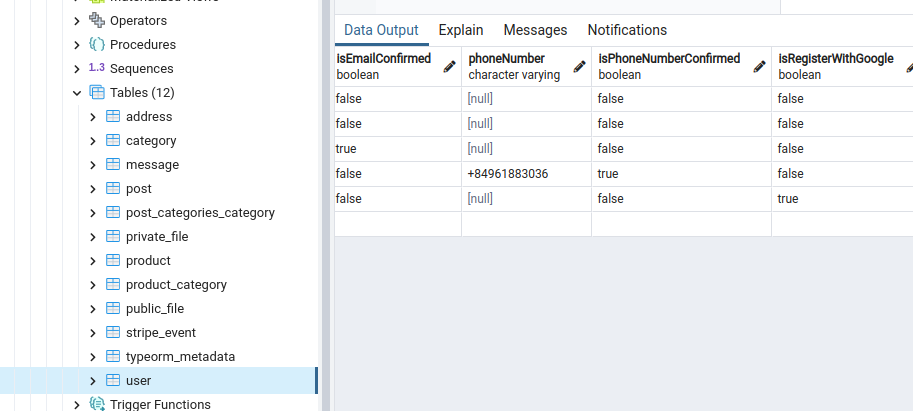 Operators
Procedures
1..3 Sequences
Tables (12)
address
category
message
post
post_categories_category
private_file
product
product_category
public_file
stripe_event
typeorm_metadata
user
Trigger Functions
Data Output Explain Messages Notifications
isEmailConfirmed phoneNumber isPhoneNumberConfirmed isRegisterWithGoogle
boolean character varying boolean boolean
false [null] false false
false [null] false false
true [null] false false
false +84961883036 true false
false [null] false true